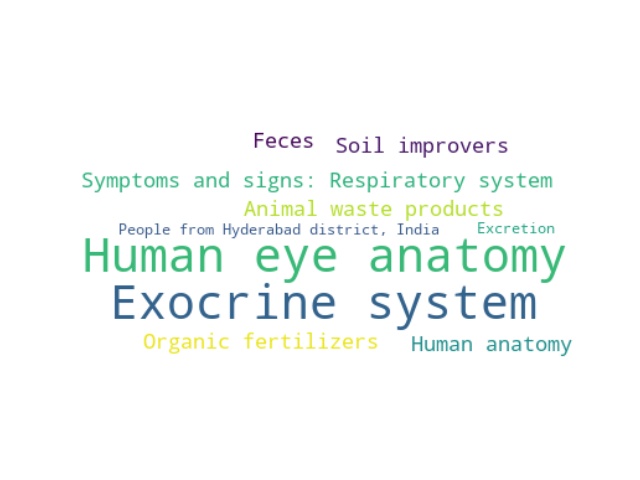 Feces
Soil improvers
Symptoms and signs: Respiratory system
Animal waste products
People from Hyderabad district, India
Excretion
Human eye anatomy
Exocrine system
Organic fertilizers
Human anatomy